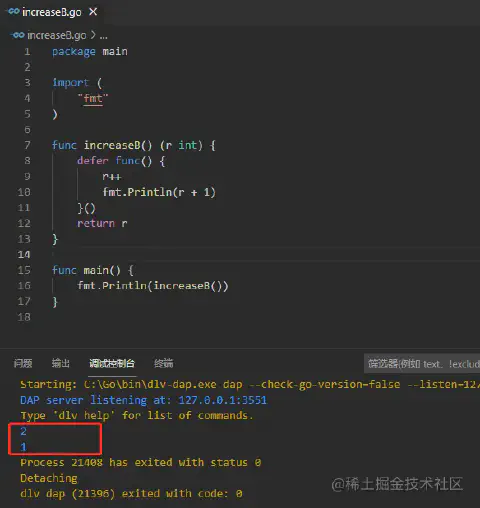 increaseB.go ×
increaseB.go > ...
1 package main
2
3 import (
4 "fmt"
5 )
6
7 func increaseB() (r int) {
8 defer func() {
9 r++
10 fmt.Println(r + 1)
11 }()
12 return r
13 }
14
15 func main() {
16 fmt.Println(increaseB())
17 }
18
问题 输出 调试控制台 终端 筛选器(例如 text、!exclud
Starting: C:\Go\bin\dlv-dap.exe dap --check-go-version=false --listen=127
DAP server listening at: 127.0.0.1:3551
Type 'dlv help' for list of commands.
2
1
Process 21408 has exited with status 0
Detaching
dlv dap (21396) exited with code: 0
@稀土掘金技术社区